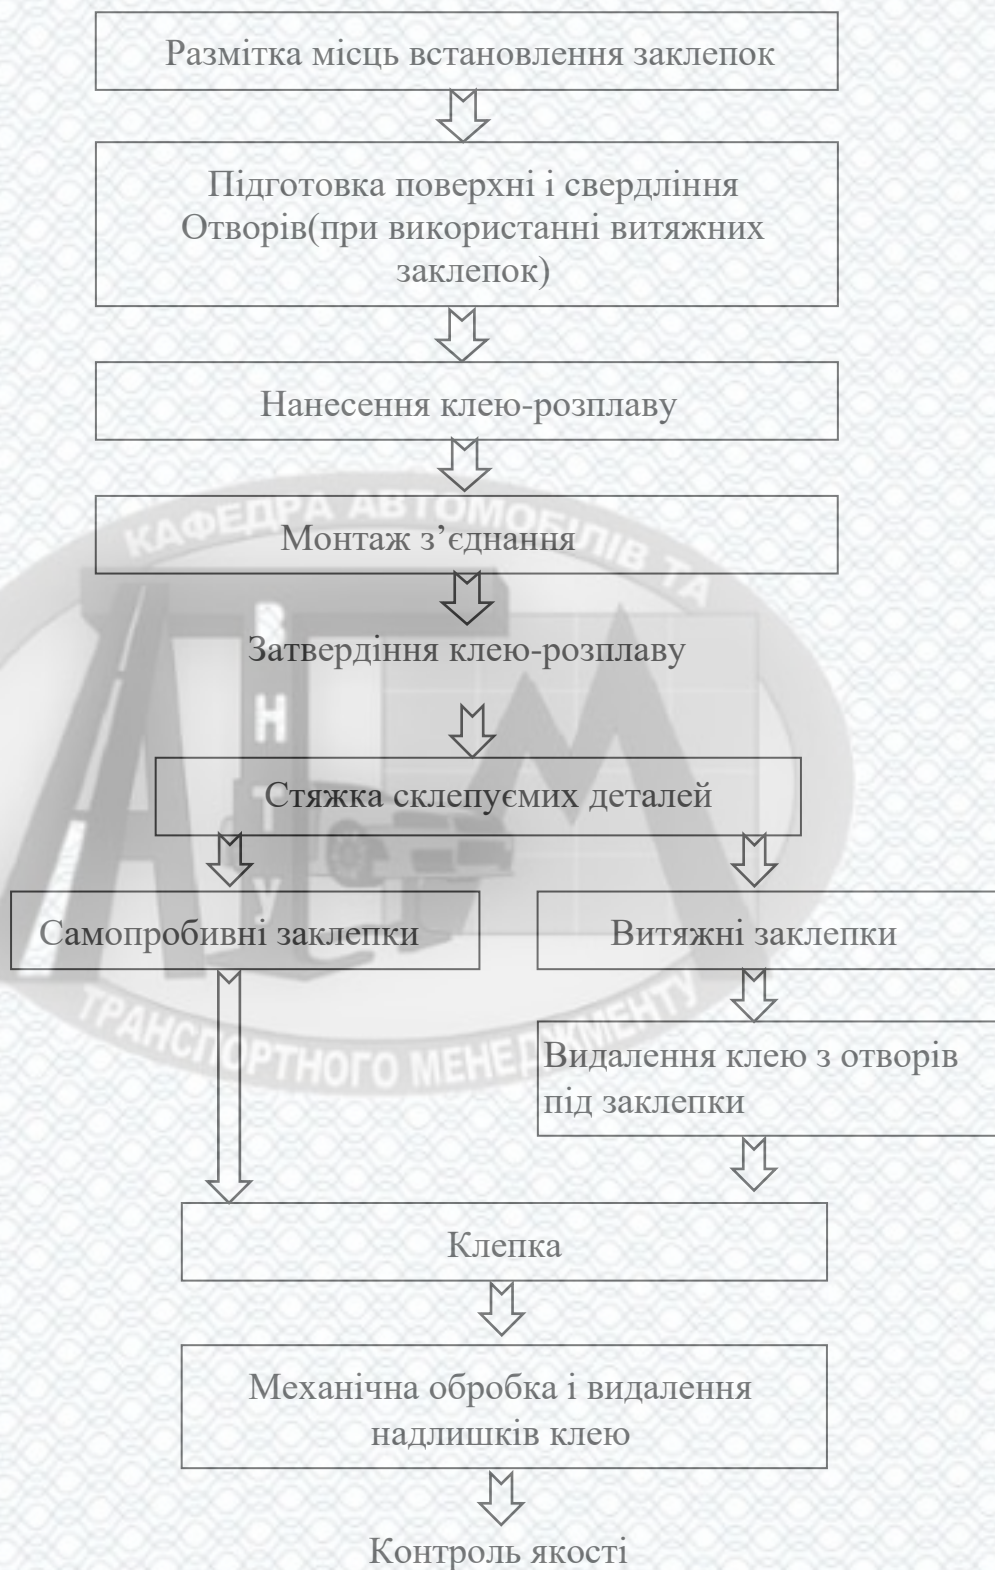 Размітка місць встановлення заклепок
Підготовка поверхні і свердління
Отворів(при використанні витяжних
заклепок)
Нанесення клею-розплаву
КАФЕДРА АВТОМОБІЛІВ ТА
Монтаж з’єднання
Затвердіння клею-розплаву
В
Н
Т
У
Стяжка склепуємих деталей
Самопробивні заклепки
Витяжні заклепки
ТРАНСПОРТНОГО МЕНЕДЖМЕНТУ
Видалення клею з отворів
під заклепки
Клепка
Механічна обробка і видалення
надлишків клею
Контроль якості